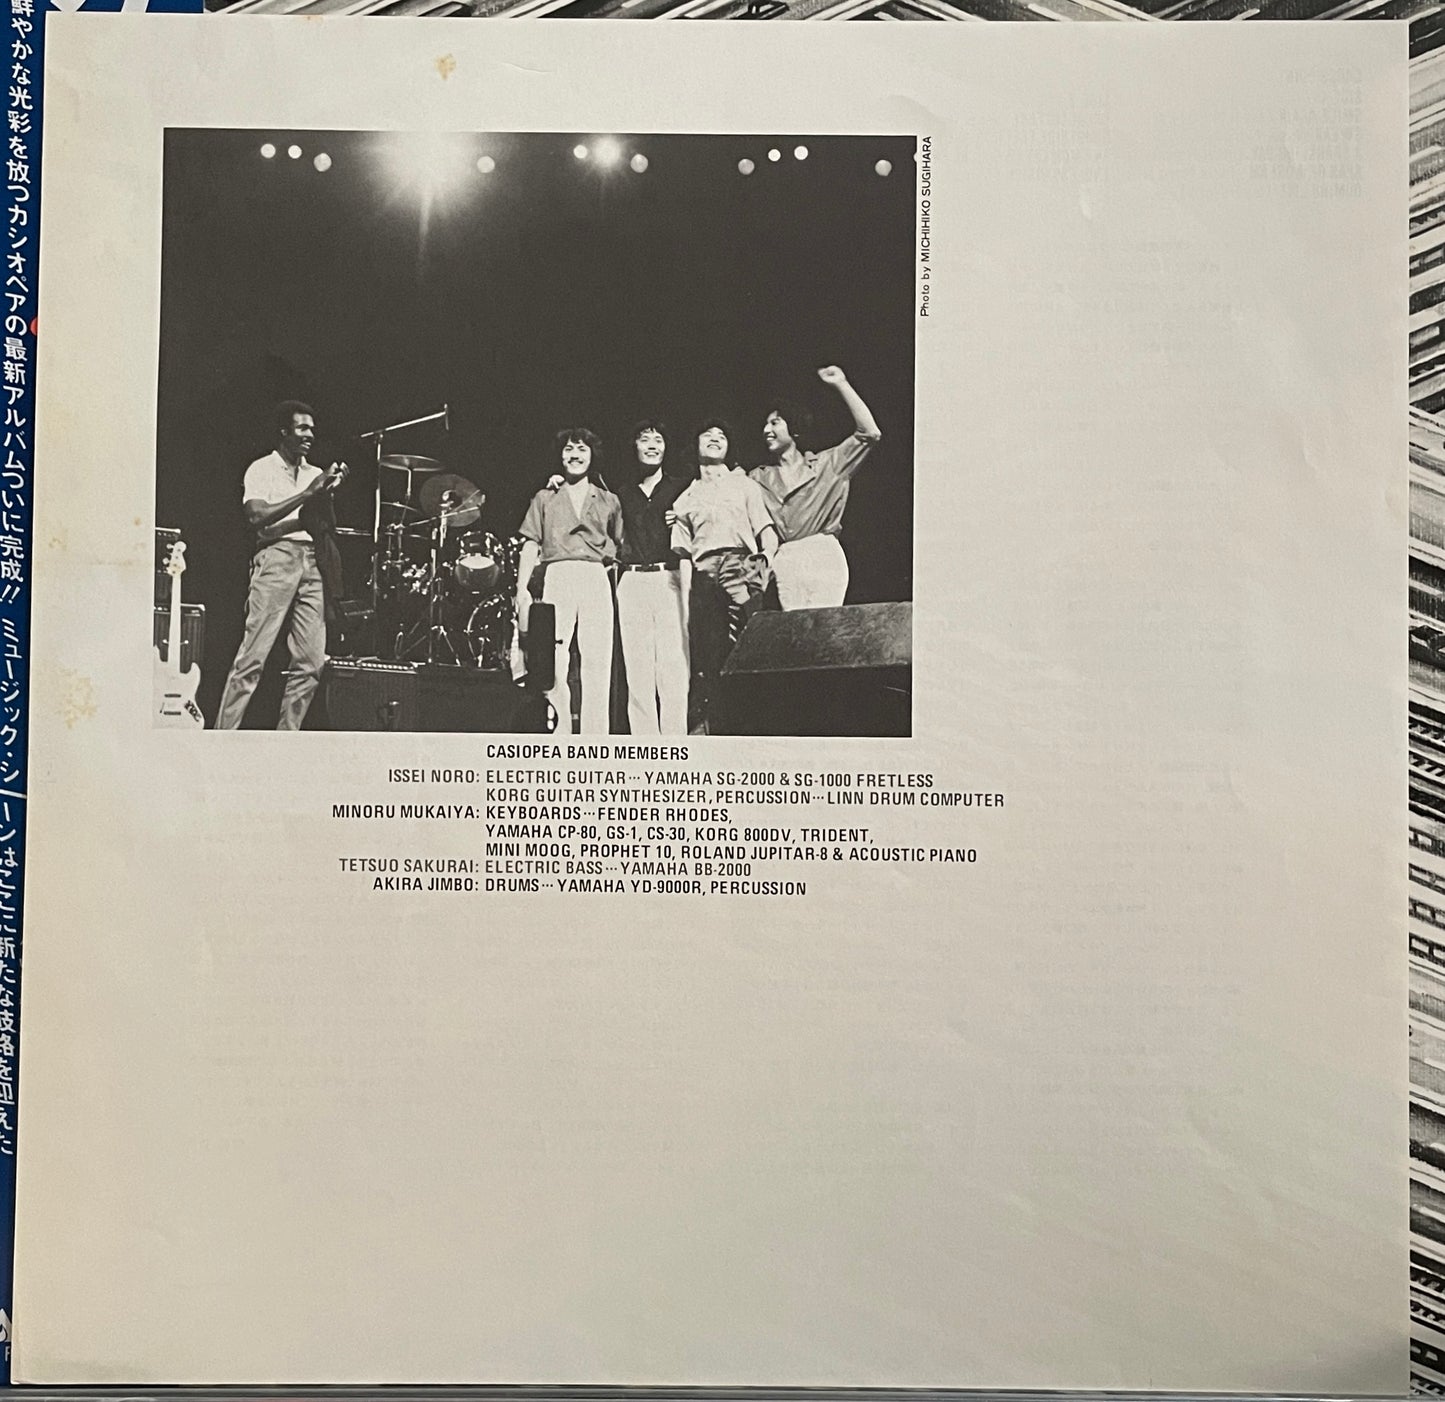 鮮やかな光彩を放つカシオペアの最新アルバムついに完成!! ミュージック・シーンはここに新たな岐路を迎えた
Photo by MICHIHIKO SUGIHARA
CASIOPEA BAND MEMBERS
ISSEI NORO: ELECTRIC GUITAR··· YAMAHA SG-2000 & SG-1000 FRETLESS
KORG GUITAR SYNTHESIZER, PERCUSSION··· LINN DRUM COMPUTER
MINORU MUKAIYA: KEYBOARDS··· FENDER RHODES,
YAMAHA CP-80, GS-1, CS-30, KORG 800DV, TRIDENT,
MINI MOOG, PROPHET 10, ROLAND JUPITAR-8 & ACOUSTIC PIANO
TETSUO SAKURAI: ELECTRIC BASS··· YAMAHA BB-2000
AKIRA JIMBO: DRUMS··· YAMAHA YD-9000R, PERCUSSION